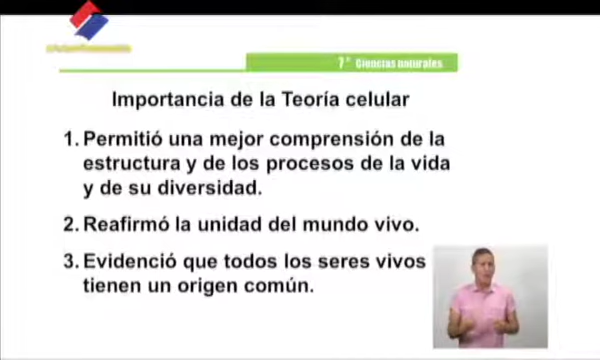 7° Ciencias naturales
Importancia de la Teoría celular
1. Permitió una mejor comprensión de la
estructura y de los procesos de la vida
y de su diversidad.
2. Reafirmó la unidad del mundo vivo.
3. Evidenció que todos los seres vivos
tienen un origen común.